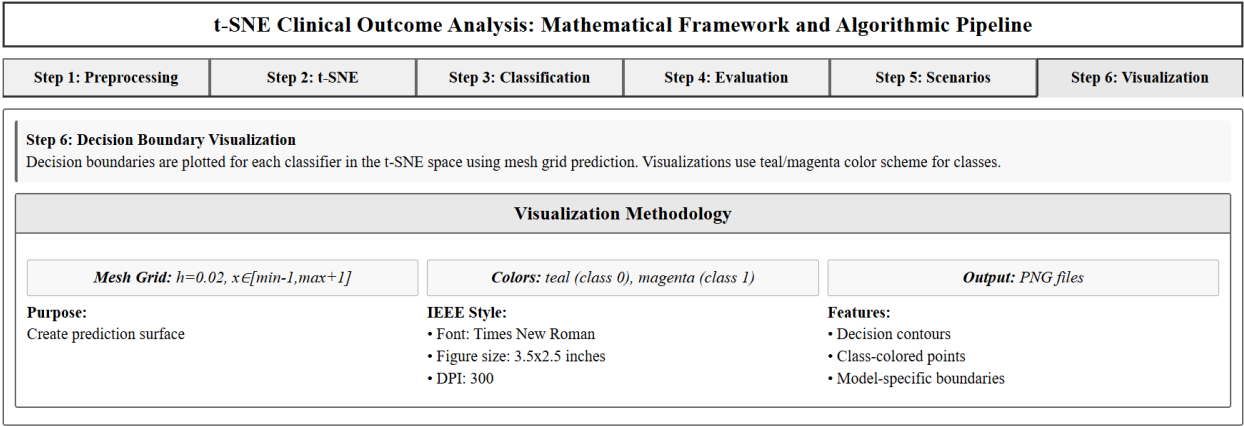 t-SNE Clinical Outcome Analysis: Mathematical Framework and Algorithmic Pipeline
Step 1: Preprocessing
Step 2: t-SNE
Step 3: Classification
Step 4: Evaluation
Step 5: Scenarios
Step 6: Visualization
Step 6: Decision Boundary Visualization
Decision boundaries are plotted for each classifier in the t-SNE space using mesh grid prediction. Visualizations use teal/magenta color scheme for classes.
Visualization Methodology
Mesh Grid: h=0.02, x∈[min-1,max+1]
Purpose:
Create prediction surface
Colors: teal (class 0), magenta (class 1)
IEEE Style:
• Font: Times New Roman
• Figure size: 3.5x2.5 inches
• DPI: 300
Output: PNG files
Features:
• Decision contours
• Class-colored points
• Model-specific boundaries